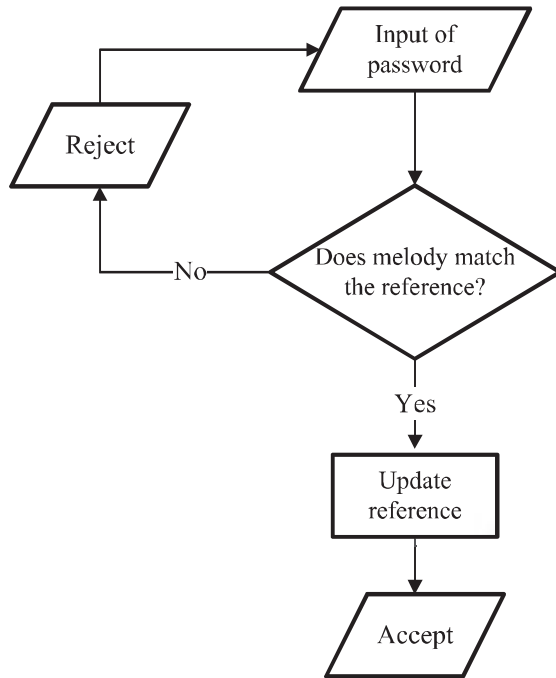 Input of
password
Reject
Does melody match
the reference?
No
Yes
Update
reference
Accept